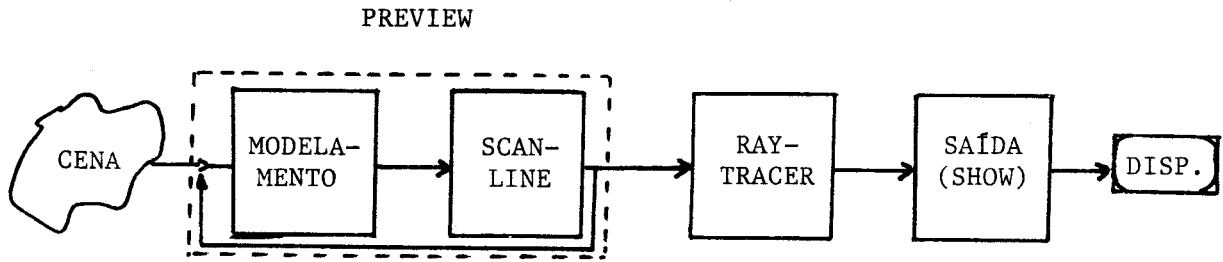 PREVIEW
CENA
MODELA-
MENTO
SCAN-
LINE
RAY-
TRACER
SAÍDA
(SHOW)
DISP.